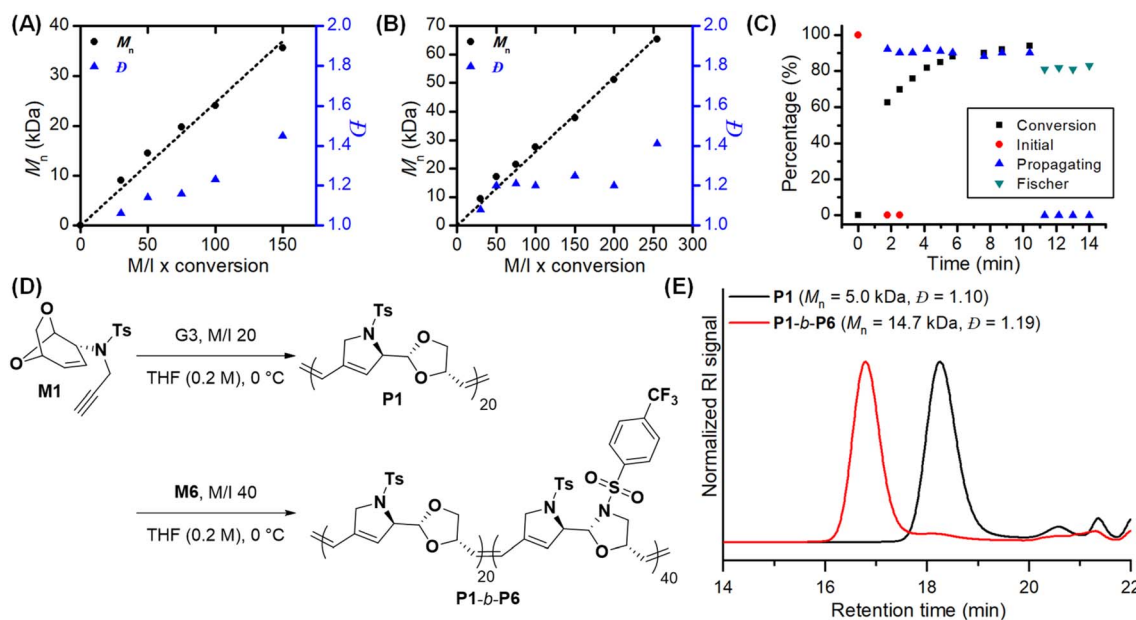 (A)
40
30
20
10
0
Mn (kDa)
Mn
Đ
2.0
1.8
1.6
1.4
1.2
1.0
Đ
0 50 100 150
M/I x conversion
(B)
70
60
50
40
30
20
10
0
Mn (kDa)
Mn
Đ
2.0
1.8
1.6
1.4
1.2
1.0
Đ
0 50 100 150 200 250 300
M/I x conversion
(C)
100
80
60
40
20
0
Percentage (%)
Conversion
Initial
Propagating
Fischer
0 2 4 6 8 10 12 14
Time (min)
(D)
O
O
Ts
N
M1
G3, M/I 20
THF (0.2 M), 0 °C
Ts
N
O
O
20
P1
M6, M/I 40
THF (0.2 M), 0 °C
Ts
N
O
O
20
Ts
N
CF3
O
S
O
N
O
40
P1-b-P6
(E)
P1 (Mn = 5.0 kDa, Đ = 1.10)
P1-b-P6 (Mn = 14.7 kDa, Đ = 1.19)
Normalized RI signal
14 16 18 20 22
Retention time (min)